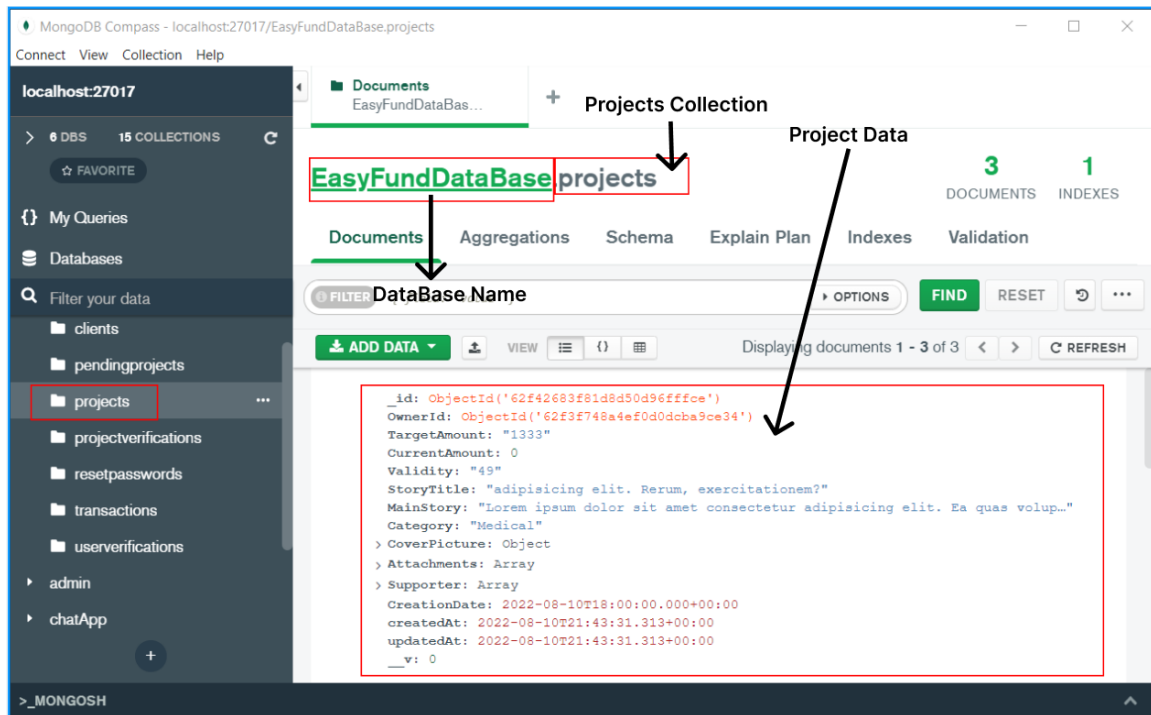 MongoDB Compass - localhost:27017/EasyFundDataBase.projects
Connect View Collection Help
localhost:27017
Documents
EasyFundDataBas...
Projects Collection
Project Data
6 DBS 15 COLLECTIONS
FAVORITE
EasyFundDataBase.projects
3
DOCUMENTS
1
INDEXES
{} My Queries
Databases
Documents Aggregations Schema Explain Plan Indexes Validation
Filter your data
FILTER
DataBase Name
OPTIONS
FIND
RESET
ADD DATA
VIEW
{}
Displaying documents 1 - 3 of 3
REFRESH
clients
pendingprojects
projects
projectverifications
resetpasswords
transactions
userverifications
admin
chatApp
_id: ObjectId('62f42683f81d8d50d96fffce')
OwnerId: ObjectId('62f3f748a4ef0d0dcba9ce34')
TargetAmount: "1333"
CurrentAmount: 0
Validity: "49"
StoryTitle: "adipisicing elit. Rerum, exercitationem?"
MainStory: "Lorem ipsum dolor sit amet consectetur adipisicing elit. Ea quas volup…"
Category: "Medical"
CoverPicture: Object
Attachments: Array
Supporter: Array
CreationDate: 2022-08-10T18:00:00.000+00:00
createdAt: 2022-08-10T21:43:31.313+00:00
updatedAt: 2022-08-10T21:43:31.313+00:00
__v: 0
>_MONGOSH